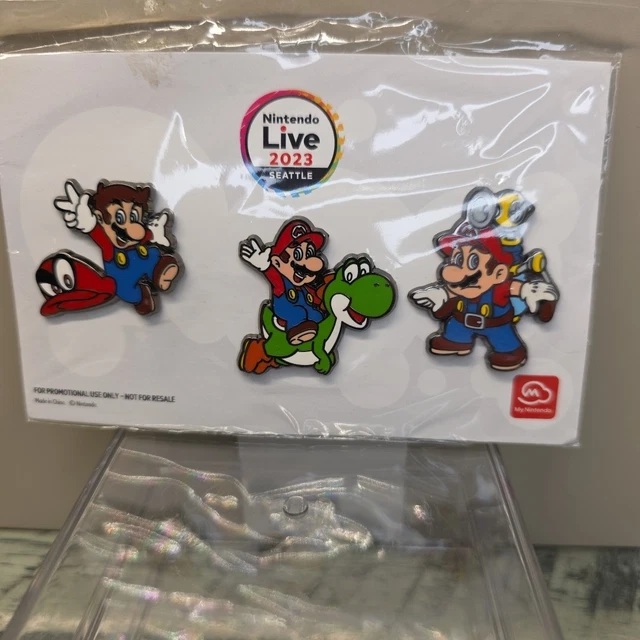 Nintendo
Live
2023
SEATTLE
M
M
FOR PROMOTIONAL USE ONLY - NOT FOR RESALE
Made in China ©Nintendo
My Nintendo